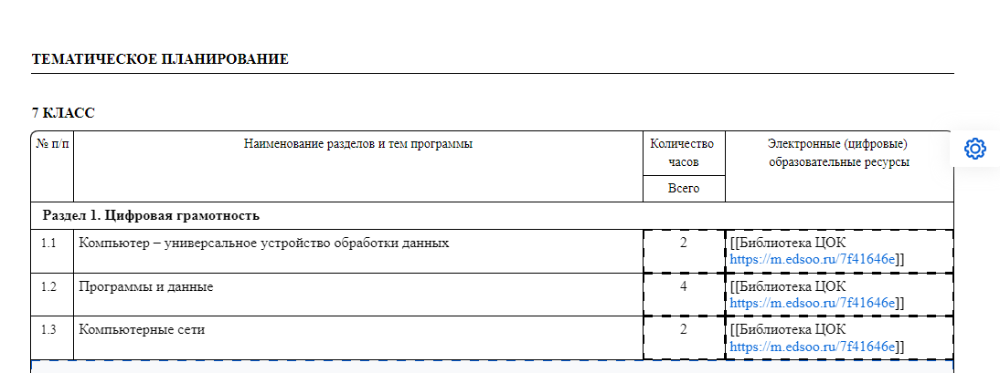 ТЕМАТИЧЕСКОЕ ПЛАНИРОВАНИЕ
7 КЛАСС
№ п/п
Наименование разделов и тем программы
Количество
часов
Всего
Электронные (цифровые)
образовательные ресурсы
Раздел 1. Цифровая грамотность
1.1
Компьютер – универсальное устройство обработки данных
2
[[Библиотека ЦОК
https://m.edsoo.ru/7f41646e]]
1.2
Программы и данные
4
[[Библиотека ЦОК
https://m.edsoo.ru/7f41646e]]
1.3
Компьютерные сети
2
[[Библиотека ЦОК
https://m.edsoo.ru/7f41646e]]